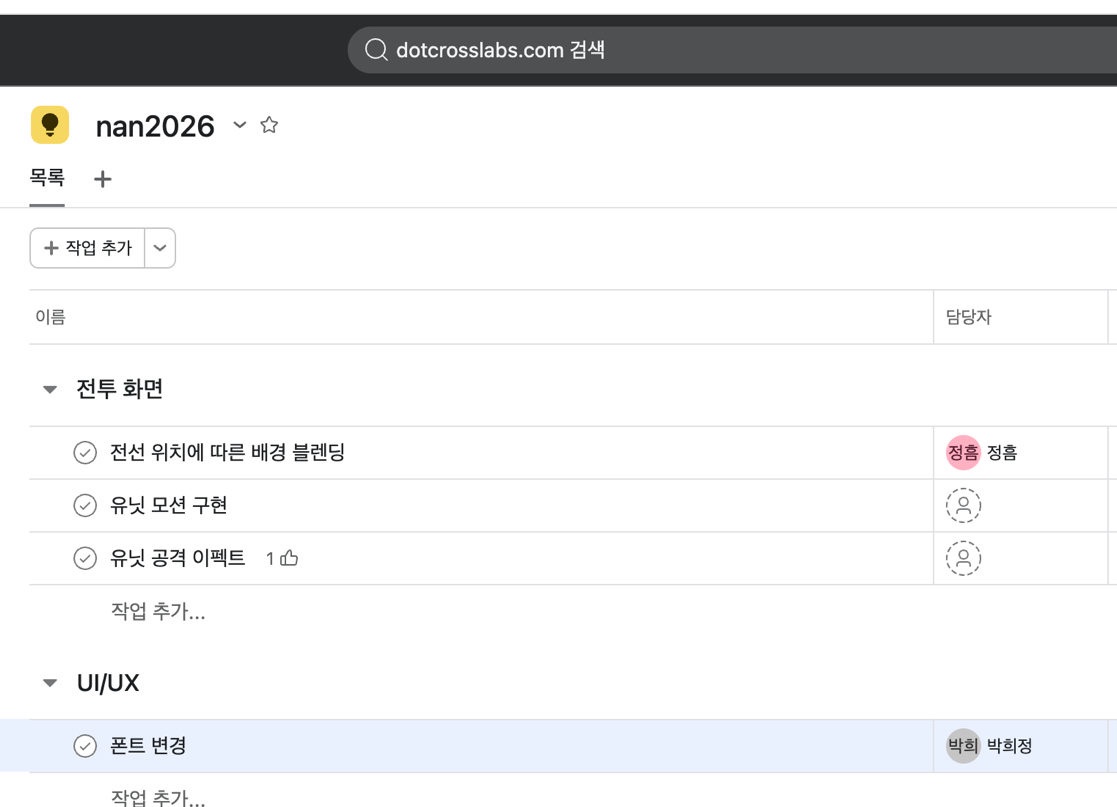 dotcrosslabs.com 검색
nan2026
목록
작업 추가
이름 담당자
전투 화면
전선 위치에 따른 배경 블렌딩 정흠 정흠
유닛 모션 구현
유닛 공격 이펙트 1
작업 추가...
UI/UX
폰트 변경 박희 박희정
작업 추가...